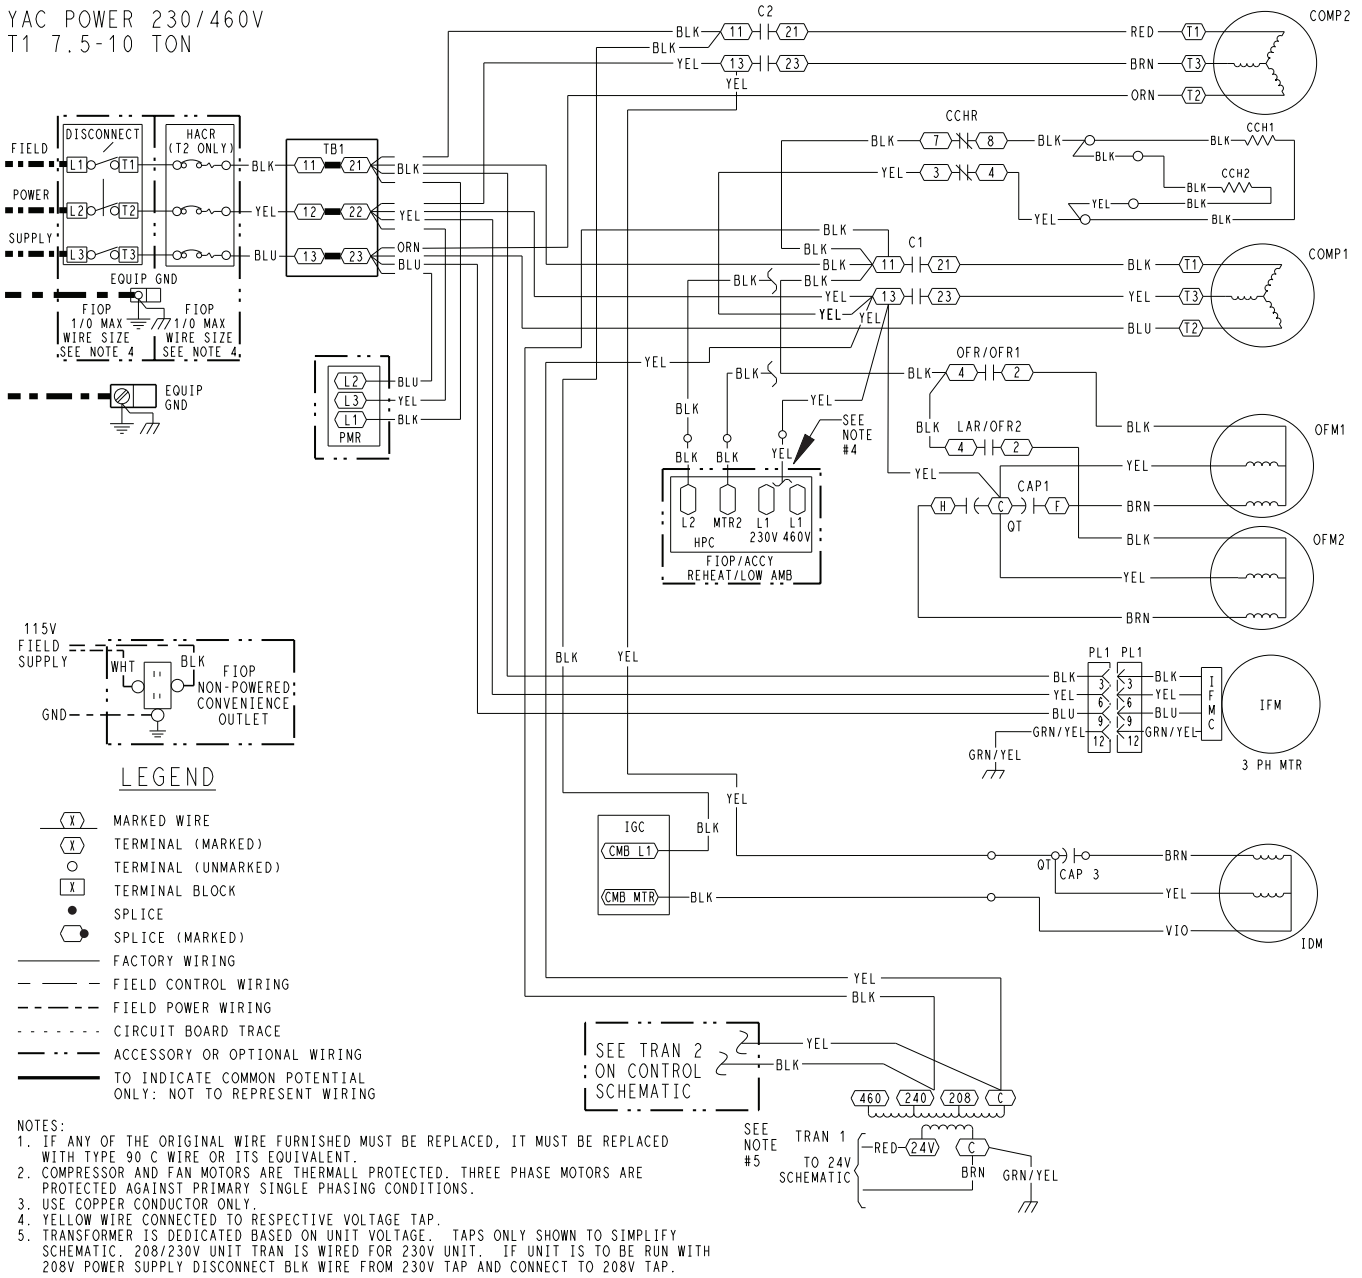 YAC POWER 230/460V
T1 7.5-10 TON
C2
COMP2
BLK 11 21 RED T1
BLK
YEL 13 23 BRN T3
YEL
ORN T2
DISCONNECT
HACR
(T2 ONLY)
TB1
FIELD
L1 T1 BLK 11 21 BLK
POWER
L2 T2 YEL 12 22 YEL
SUPPLY
L3 T3 BLU 13 23 ORN
BLU
EQUIP GND
FIOP
1/0 MAX
WIRE SIZE
SEE NOTE 4
FIOP
1/0 MAX
WIRE SIZE
SEE NOTE 4
EQUIP
GND
L2 BLU
L3 YEL
L1 BLK
PMR
CCHR
BLK 7 8 BLK
BLK CCH1
BLK
YEL 3 4
CCH2
BLK
YEL BLK
YEL BLK
BLK
BLK
C1
COMP1
BLK 11 21 BLK T1
BLK
BLK
YEL 13 23 YEL T3
YEL YEL
BLU T2
YEL
BLK
OFR/OFR1
BLK 4 2
YEL
BLK
BLK
LAR/OFR2
4 2
SEE
NOTE
#4
BLK BLK YEL
L2 MTR2 L1 L1
230V 460V
HPC
FIOP/ACCY
REHEAT/LOW AMB
BLK OFM1
YEL YEL
CAP1
H C F BRN
QT
BLK OFM2
YEL
BRN
115V
FIELD
SUPPLY
WHT BLK
FIOP
NON-POWERED
CONVENIENCE
OUTLET
GND
BLK YEL
PL1 PL1
BLK 3 3 BLK
YEL 6 6 YEL
BLU 9 9 BLU
GRN/YEL 12 12 GRN/YEL
GRN/YEL
I
F
M
C
IFM
3 PH MTR
YEL
BLK
IGC
CMB L1
CMB MTR BLK
QT CAP 3
BRN
YEL
VIO
IDM
LEGEND
X MARKED WIRE
X TERMINAL (MARKED)
TERMINAL (UNMARKED)
X TERMINAL BLOCK
SPLICE
SPLICE (MARKED)
FACTORY WIRING
FIELD CONTROL WIRING
FIELD POWER WIRING
CIRCUIT BOARD TRACE
ACCESSORY OR OPTIONAL WIRING
TO INDICATE COMMON POTENTIAL
ONLY: NOT TO REPRESENT WIRING
YEL
BLK
SEE TRAN 2
ON CONTROL
SCHEMATIC
YEL
BLK
460 240 208 C
SEE
NOTE
#5
TRAN 1
TO 24V
SCHEMATIC
RED 24V C
BRN
GRN/YEL
NOTES:
1. IF ANY OF THE ORIGINAL WIRE FURNISHED MUST BE REPLACED, IT MUST BE REPLACED
WITH TYPE 90 C WIRE OR ITS EQUIVALENT.
2. COMPRESSOR AND FAN MOTORS ARE THERMALL PROTECTED. THREE PHASE MOTORS ARE
PROTECTED AGAINST PRIMARY SINGLE PHASING CONDITIONS.
3. USE COPPER CONDUCTOR ONLY.
4. YELLOW WIRE CONNECTED TO RESPECTIVE VOLTAGE TAP.
5. TRANSFORMER IS DEDICATED BASED ON UNIT VOLTAGE. TAPS ONLY SHOWN TO SIMPLIFY
SCHEMATIC. 208/230V UNIT TRAN IS WIRED FOR 230V UNIT. IF UNIT IS TO BE RUN WITH
208V POWER SUPPLY DISCONNECT BLK WIRE FROM 230V TAP AND CONNECT TO 208V TAP.